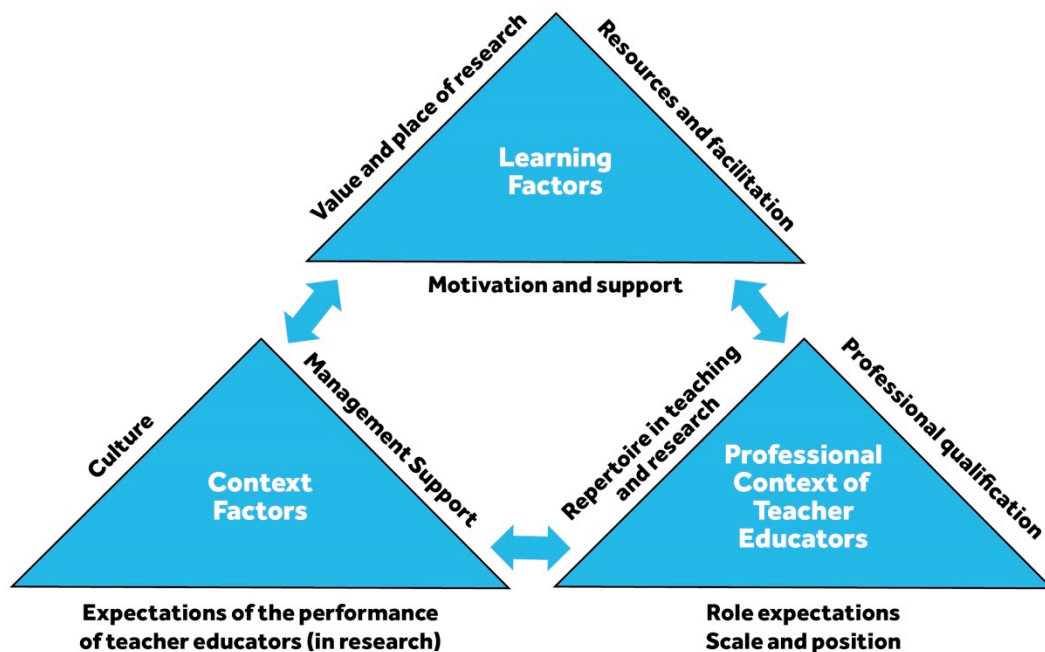 Value and place of research
Resources and facilitation
Learning
Factors
Motivation and support
Culture
Management Support
Context
Factors
Expectations of the performance
of teacher educators (in research)
Repertoire in teaching
and research
Professional qualification
Professional
Context of
Teacher
Educators
Role expectations
Scale and position